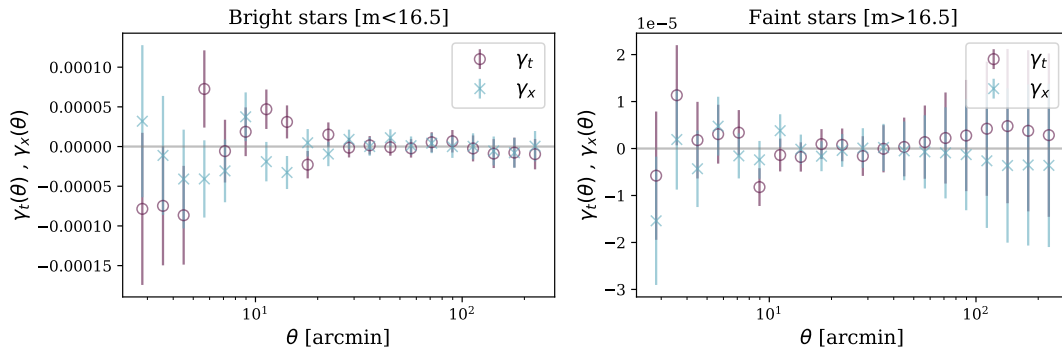 Bright stars [m<16.5]
γt(θ) , γx(θ)
0.00010
0.00005
0.00000
−0.00005
−0.00010
−0.00015
γt
γx
10¹
10²
θ [arcmin]
Faint stars [m>16.5]
1e−5
γt(θ) , γx(θ)
2
1
0
−1
−2
−3
γt
γx
10¹
10²
θ [arcmin]